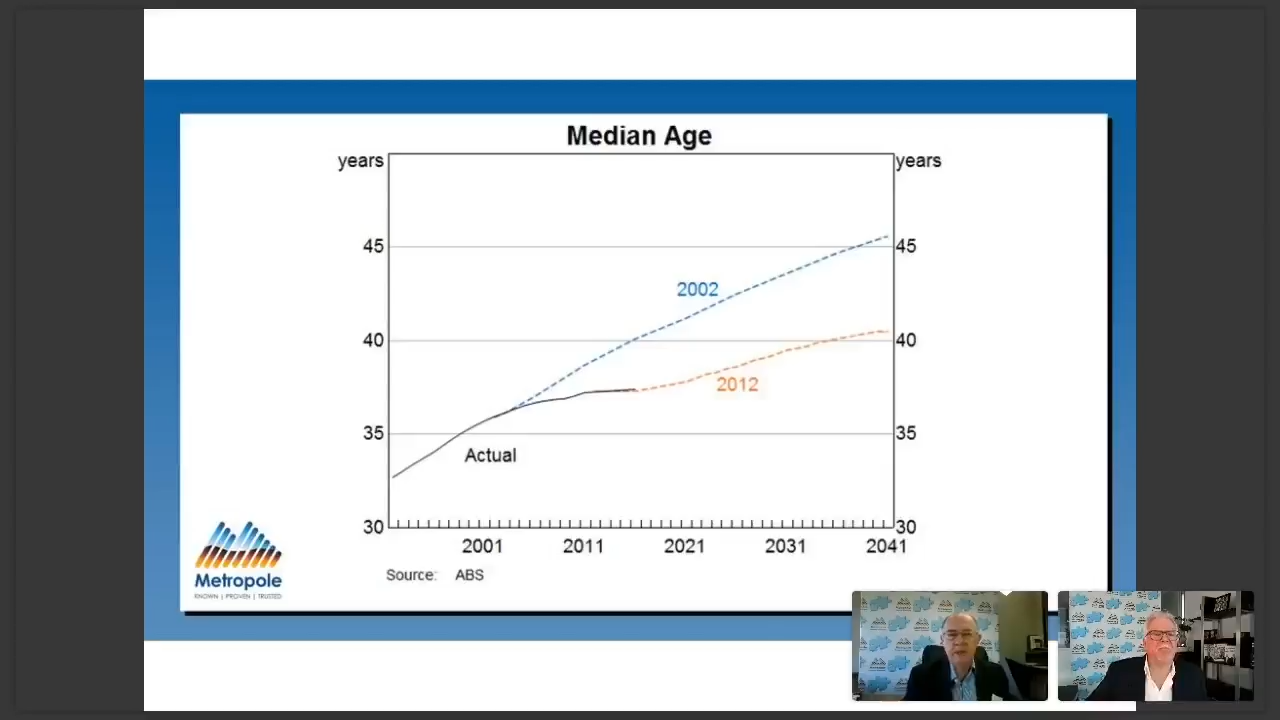 Median Age
years
years
45
45
2002
40
40
2012
35
35
Actual
30
30
2001
2011
2021
2031
2041
Source: ABS
Metropole
KNOWN | PROVEN | TRUSTED